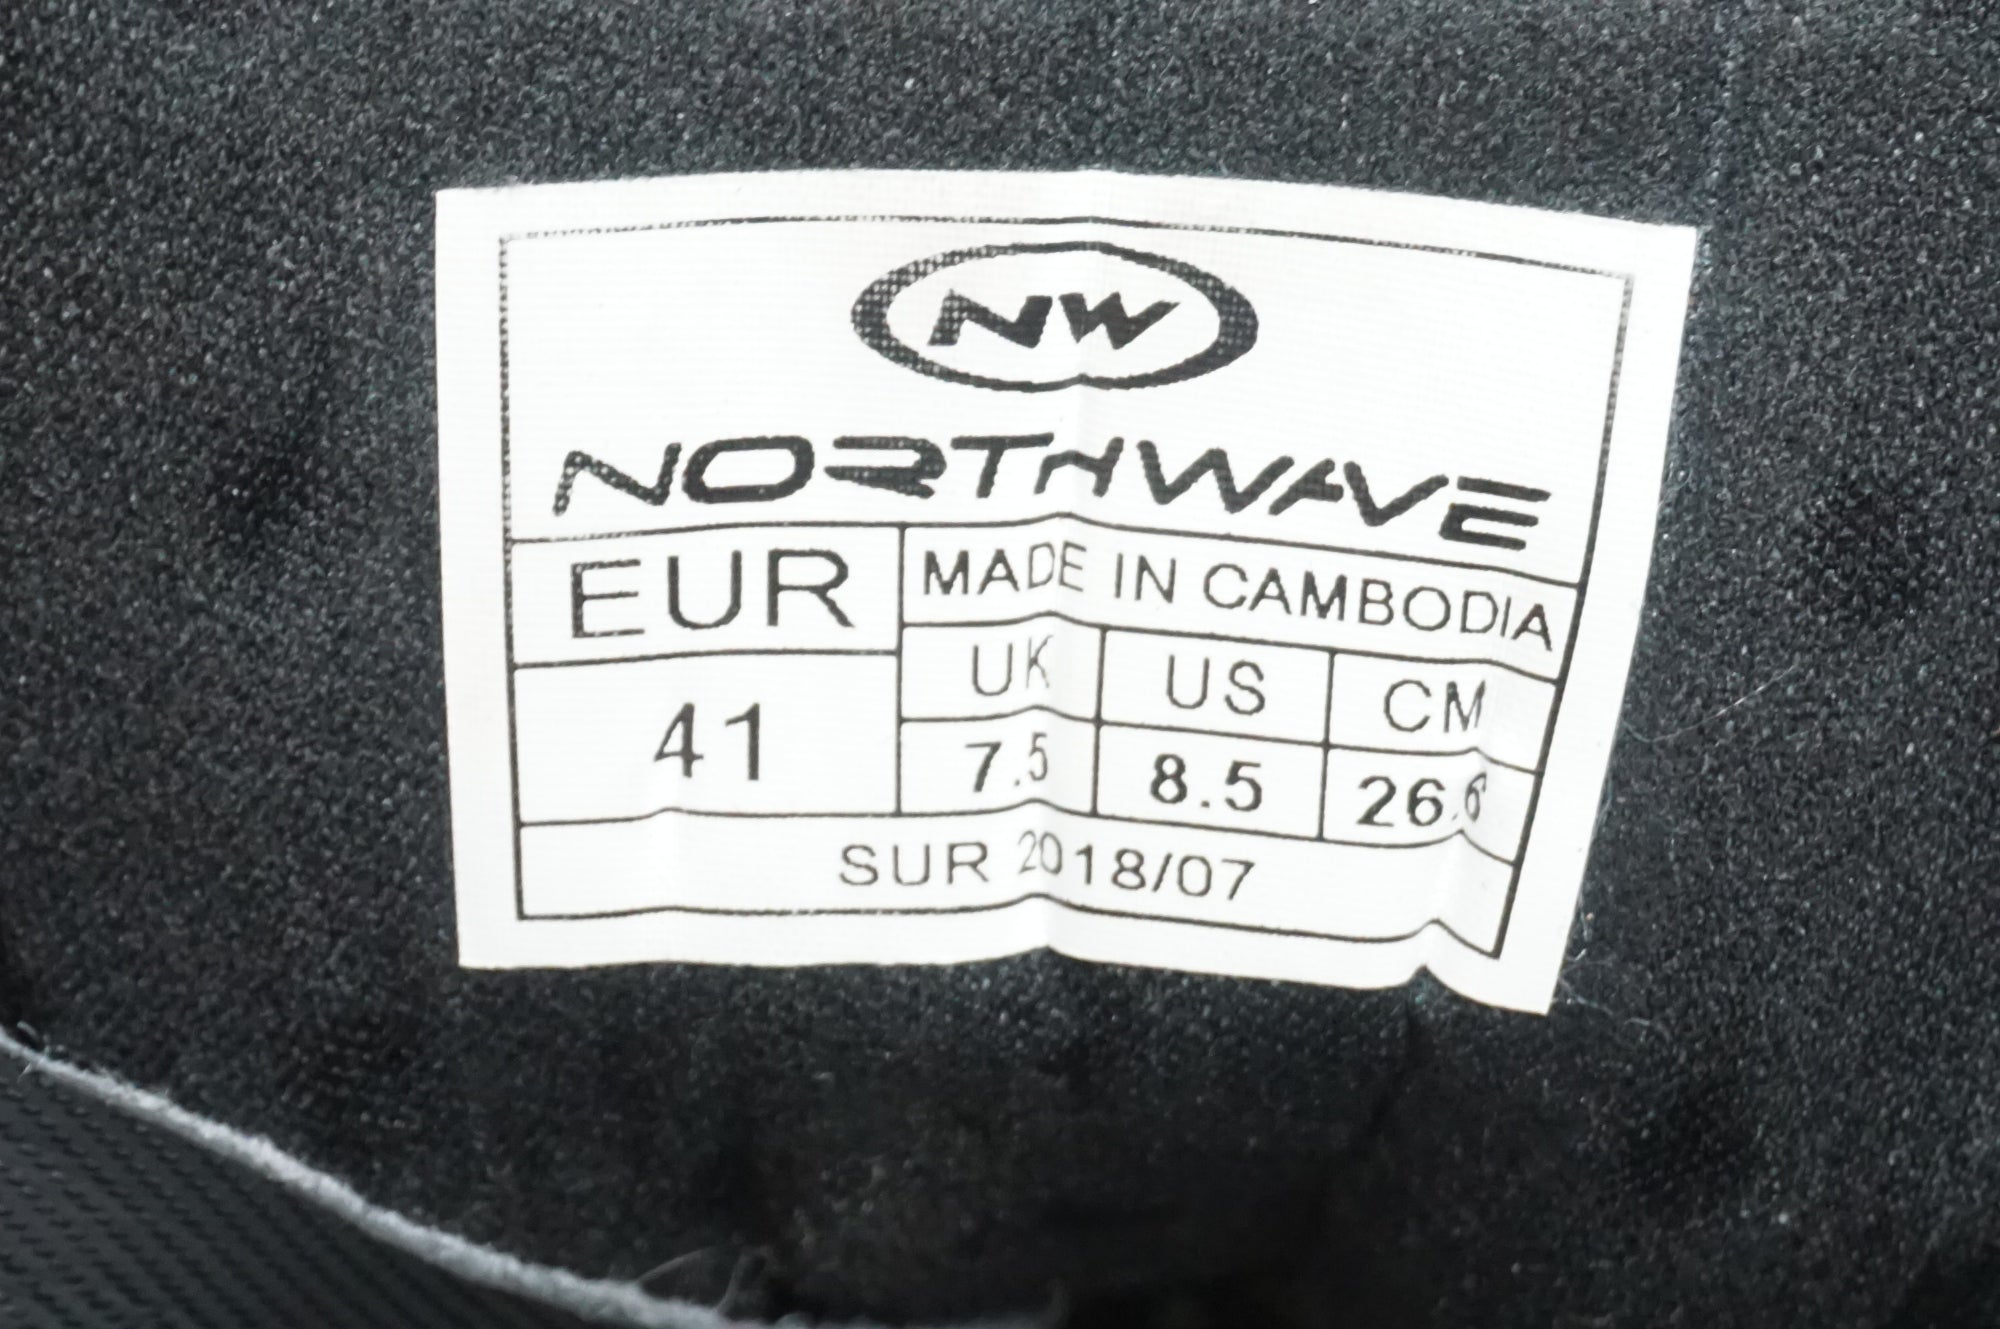 NW
NORTHWAVE
EUR MADE IN CAMBODIA
UK US CM
41 7.5 8.5 26.6
SUR 2018/07